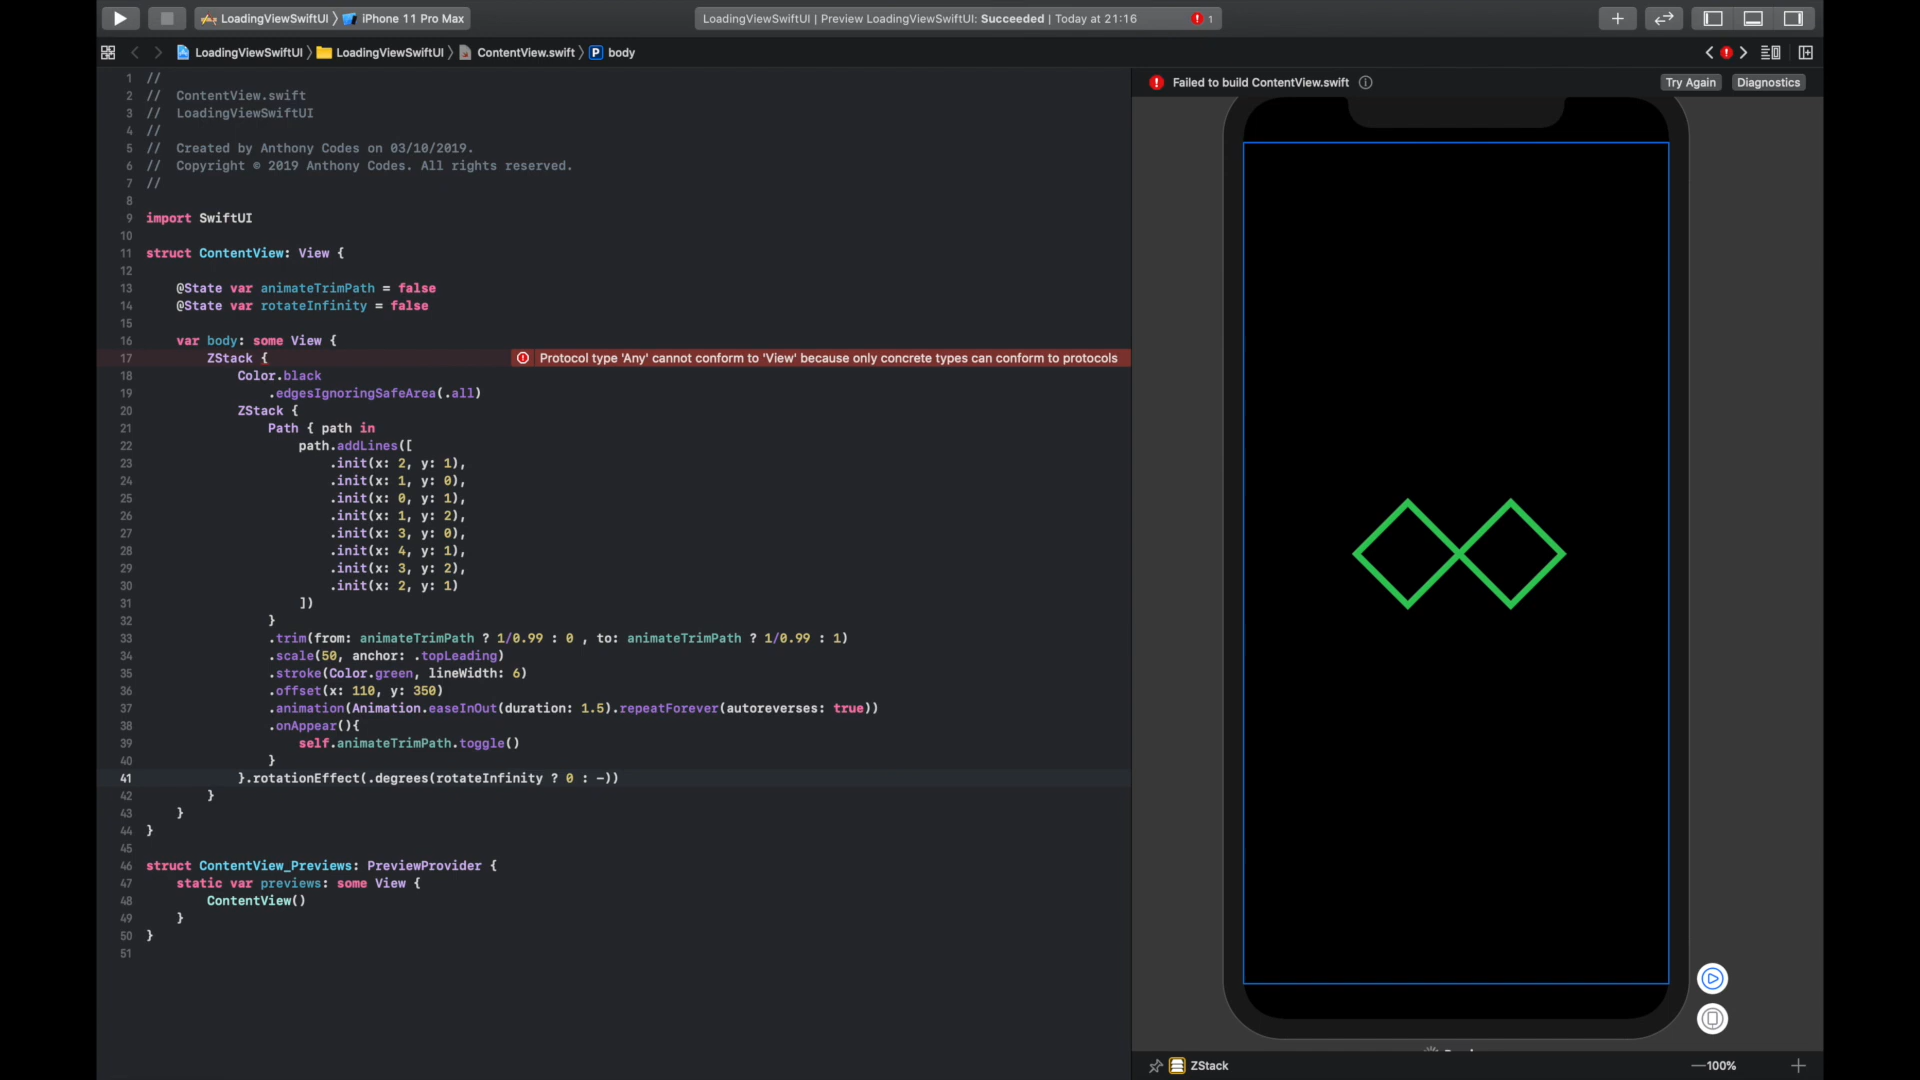 LoadingViewSwiftUI iPhone 11 Pro Max
LoadingViewSwiftUI | Preview LoadingViewSwiftUI: Succeeded | Today at 21:16
1
LoadingViewSwiftUI LoadingViewSwiftUI ContentView.swift P body
Failed to build ContentView.swift
Try Again Diagnostics
1 //
2 // ContentView.swift
3 // LoadingViewSwiftUI
4 //
5 // Created by Anthony Codes on 03/10/2019.
6 // Copyright © 2019 Anthony Codes. All rights reserved.
7 //
8
9 import SwiftUI
10
11 struct ContentView: View {
12
13 @State var animateTrimPath = false
14 @State var rotateInfinity = false
15
16 var body: some View {
17 ZStack { Protocol type 'Any' cannot conform to 'View' because only concrete types can conform to protocols
18 Color.black
19 .edgesIgnoringSafeArea(.all)
20 ZStack {
21 Path { path in
22 path.addLines([
23 .init(x: 2, y: 1),
24 .init(x: 1, y: 0),
25 .init(x: 0, y: 1),
26 .init(x: 1, y: 2),
27 .init(x: 3, y: 0),
28 .init(x: 4, y: 1),
29 .init(x: 3, y: 2),
30 .init(x: 2, y: 1)
31 ])
32 }
33 .trim(from: animateTrimPath ? 1/0.99 : 0 , to: animateTrimPath ? 1/0.99 : 1)
34 .scale(50, anchor: .topLeading)
35 .stroke(Color.green, lineWidth: 6)
36 .offset(x: 110, y: 350)
37 .animation(Animation.easeInOut(duration: 1.5).repeatForever(autoreverses: true))
38 .onAppear(){
39 self.animateTrimPath.toggle()
40 }
41 }.rotationEffect(.degrees(rotateInfinity ? 0 : -))
42 }
43 }
44 }
45
46 struct ContentView_Previews: PreviewProvider {
47 static var previews: some View {
48 ContentView()
49 }
50 }
51
ZStack
100%